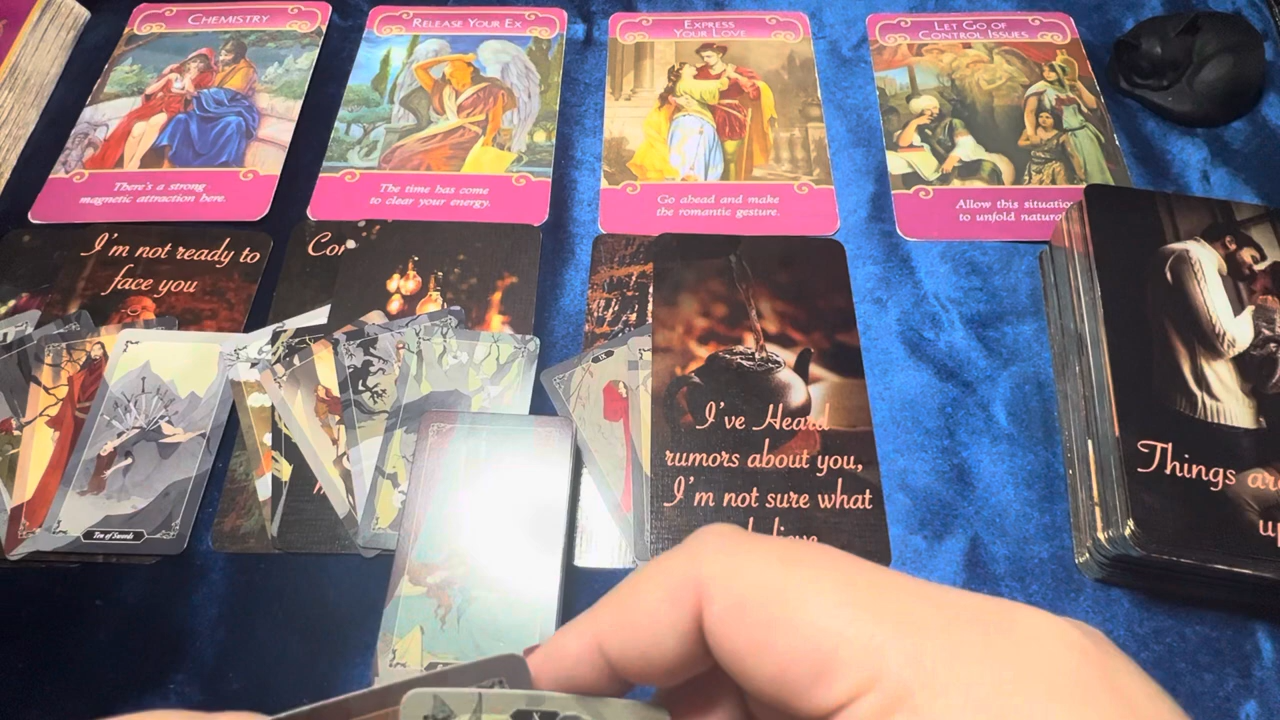 CHEMISTRY
There's a strong
magnetic attraction here.
RELEASE YOUR EX
The time has come
to clear your energy.
EXPRESS
YOUR LOVE
Go ahead and make
the romantic gesture.
LET GO OF
CONTROL ISSUES
Allow this situation
to unfold
I'm not ready to
face you
I've Heard
rumors about you,
I'm not sure what
Things
Ten of Swords
IX
X